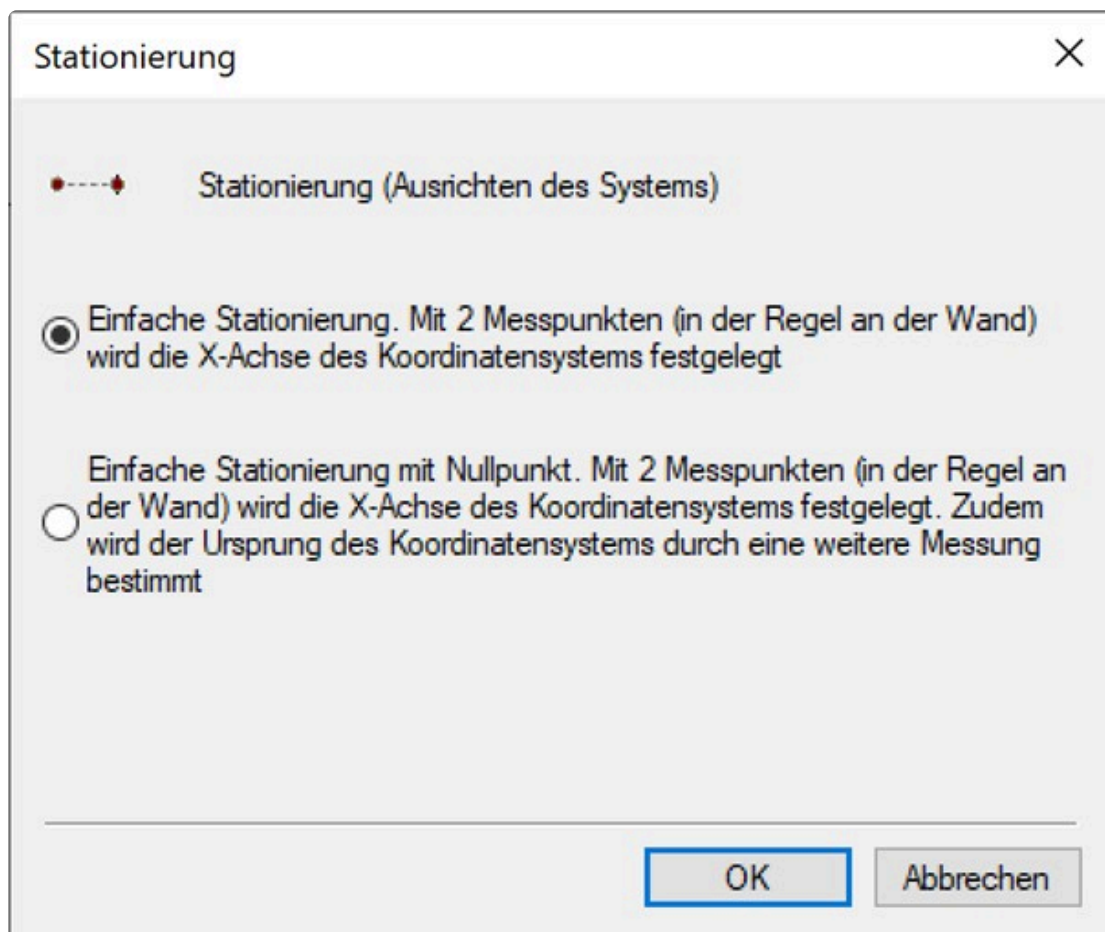 Stationierung
Stationierung (Ausrichten des Systems)
Einfache Stationierung. Mit 2 Messpunkten (in der Regel an der Wand)
wird die X-Achse des Koordinatensystems festgelegt
Einfache Stationierung mit Nullpunkt. Mit 2 Messpunkten (in der Regel an
der Wand) wird die X-Achse des Koordinatensystems festgelegt. Zudem
wird der Ursprung des Koordinatensystems durch eine weitere Messung
bestimmt
OK
Abbrechen